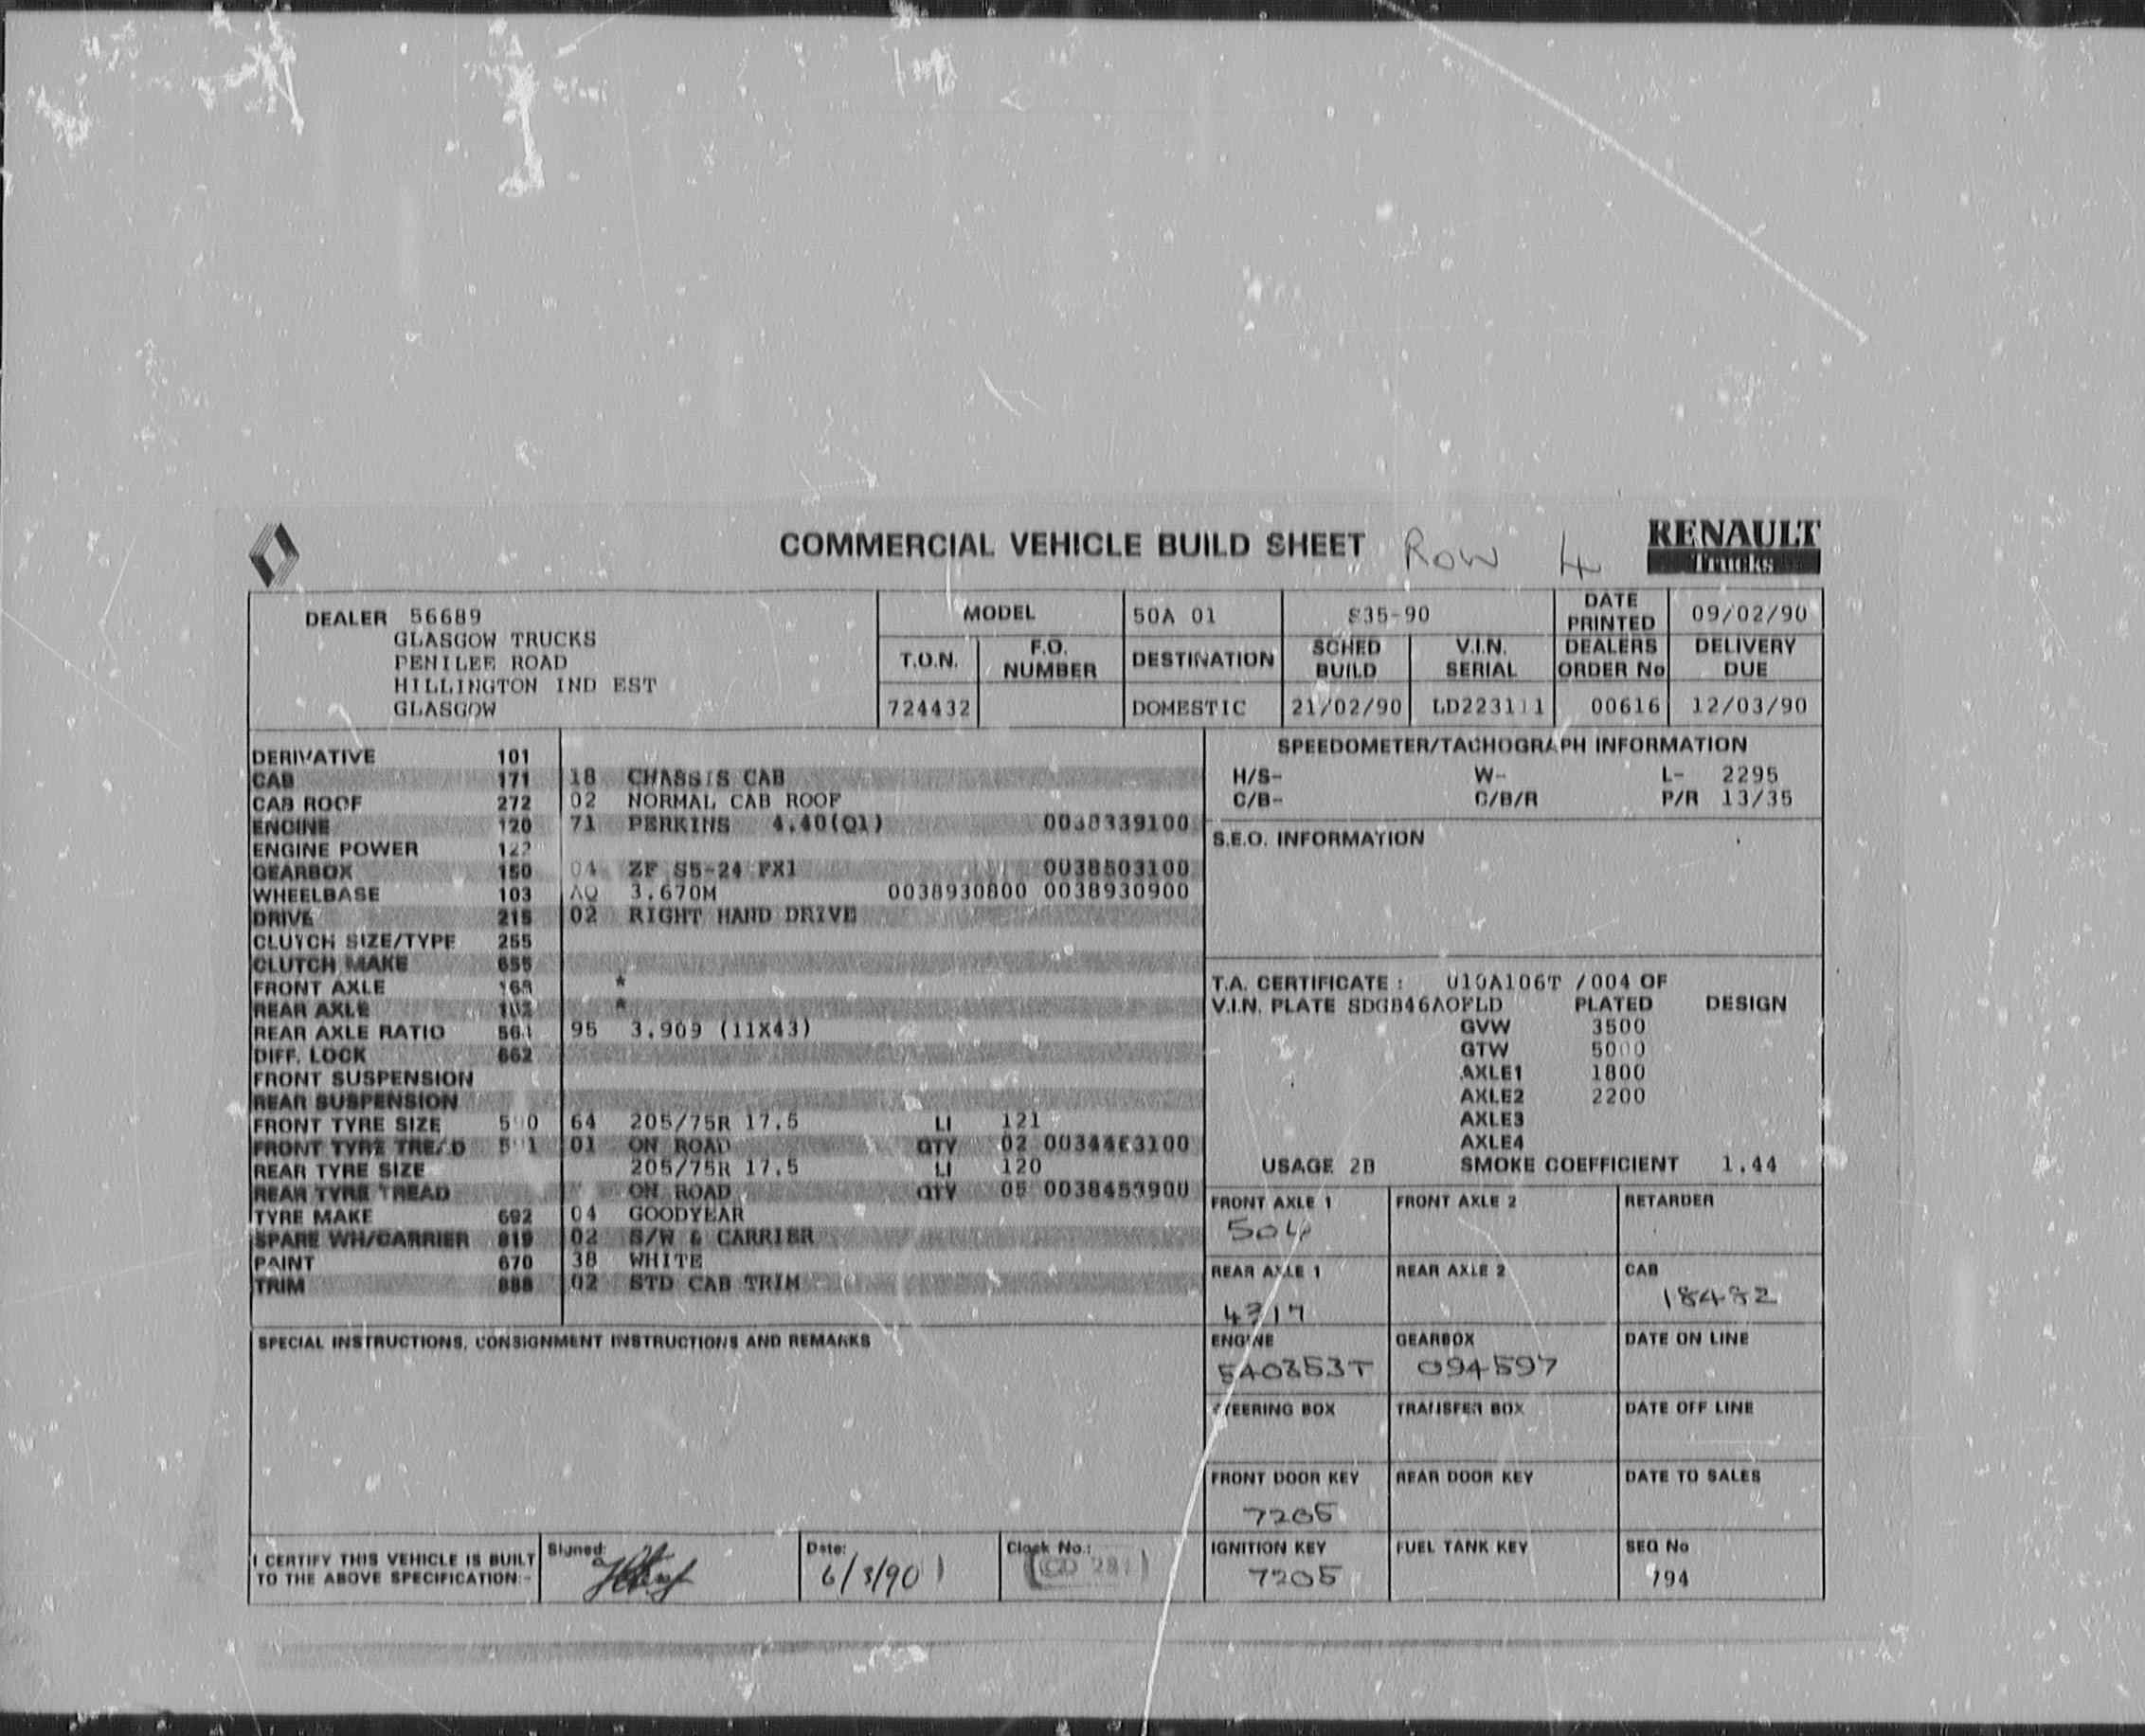 COMMERCIAL VEHICLE BUILD SHEET Row 4 RENAULT
Trucks
DEALER 56689
GLASGOW TRUCKS
PENILEE ROAD
HILLINGTON IND EST
GLASGOW
MODEL 50A 01 S35-90 DATE PRINTED 09/02/90
T.O.N. F.O. NUMBER DESTINATION SCHED BUILD V.I.N. SERIAL DEALERS ORDER No DELIVERY DUE
724432 DOMESTIC 21/02/90 LD223111 00616 12/03/90
DERIVATIVE 101
CAB 171 18 CHASSIS CAB
CAB ROOF 272 02 NORMAL CAB ROOF
ENGINE 120 71 PERKINS 4.40(Q1)
ENGINE POWER
GEARBOX 150 04 ZF S5-24 FX1 0038503100
WHEELBASE 103 AQ 3.670M 0038930800 0038930900
DRIVE 215 02 RIGHT HAND DRIVE
CLUTCH SIZE/TYPE 255
CLUTCH MAKE 655
FRONT AXLE *
REAR AXLE 102 *
REAR AXLE RATIO 561 95 3.909 (11X43)
DIFF. LOCK 662
FRONT SUSPENSION
REAR SUSPENSION
FRONT TYRE SIZE 64 205/75R 17.5 LI 121
FRONT TYRE TREAD 01 ON ROAD QTY 02
REAR TYRE SIZE 205/75R 17.5 LI 120
REAR TYRE TREAD ON ROAD QTY 05
TYRE MAKE 692 04 GOODYEAR
SPARE WH/CARRIER 819 02 S/W & CARRIER
PAINT 670 38 WHITE
TRIM 888 02 STD CAB TRIM
SPEEDOMETER/TACHOGRAPH INFORMATION
H/S- W- L- 2295
C/B- C/B/R P/R 13/35
S.E.O. INFORMATION
T.A. CERTIFICATE : U10A106T /004 OF
V.I.N. PLATE SDGB46AOFLD PLATED DESIGN
GVW 3500
GTW 5000
AXLE1 1800
AXLE2 2200
AXLE3
AXLE4
USAGE 2B SMOKE COEFFICIENT 1.44
FRONT AXLE 1 FRONT AXLE 2 RETARDER
504
REAR AXLE 1 REAR AXLE 2 CAB
4317 18482
ENGINE GEARBOX DATE ON LINE
094597
STEERING BOX TRANSFER BOX DATE OFF LINE
FRONT DOOR KEY REAR DOOR KEY DATE TO SALES
7205
IGNITION KEY FUEL TANK KEY SEQ No
7205 794
SPECIAL INSTRUCTIONS, CONSIGNMENT INSTRUCTIONS AND REMARKS
I CERTIFY THIS VEHICLE IS BUILT
TO THE ABOVE SPECIFICATION:-
Signed:
Date: 6/3/90
Clock No.: CD 281